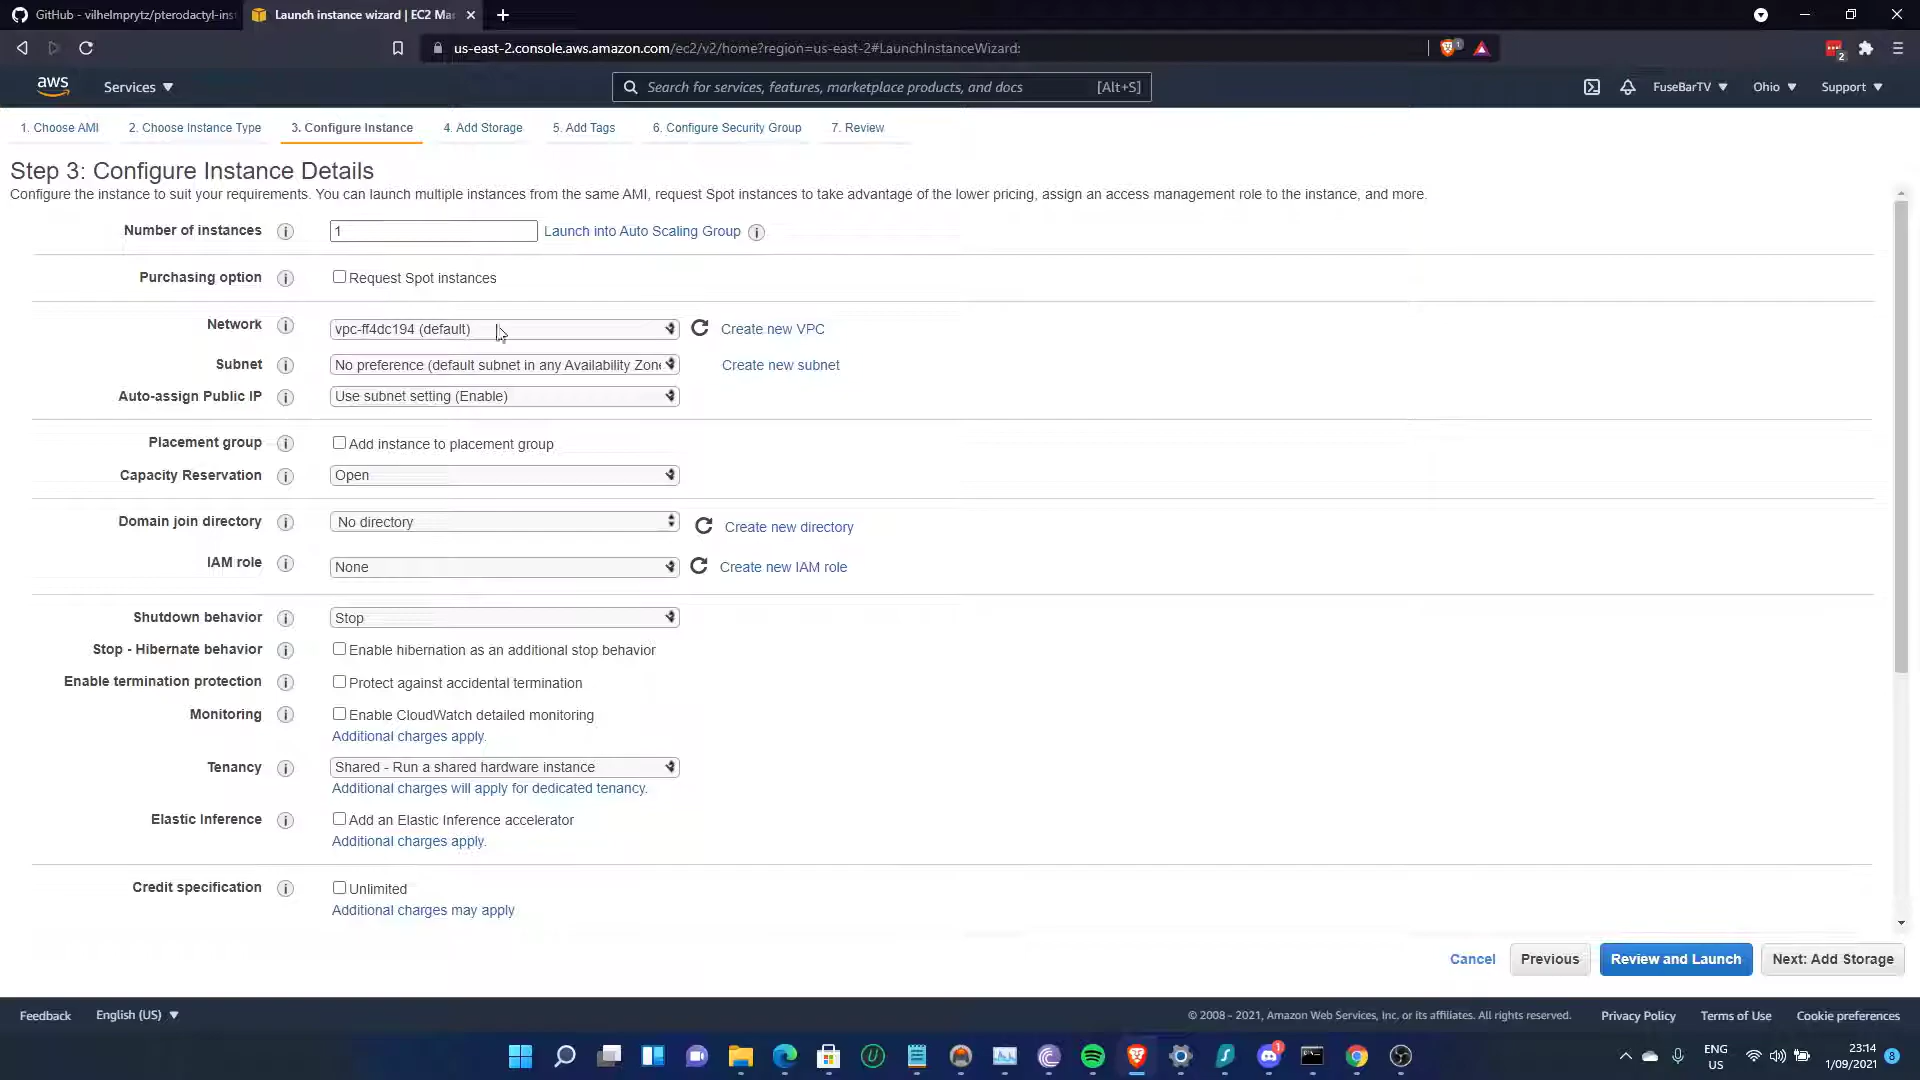 GitHub - vilhelmprytz/pterodactyl-inst
Launch instance wizard | EC2 Man
us-east-2.console.aws.amazon.com/ec2/v2/home?region=us-east-2#LaunchInstanceWizard:
1
2
aws
Services
Search for services, features, marketplace products, and docs
[Alt+S]
FuseBarTV
Ohio
Support
1. Choose AMI
2. Choose Instance Type
3. Configure Instance
4. Add Storage
5. Add Tags
6. Configure Security Group
7. Review
Step 3: Configure Instance Details
Configure the instance to suit your requirements. You can launch multiple instances from the same AMI, request Spot instances to take advantage of the lower pricing, assign an access management role to the instance, and more.
Number of instances
1
Launch into Auto Scaling Group
Purchasing option
Request Spot instances
Network
vpc-ff4dc194 (default)
Create new VPC
Subnet
No preference (default subnet in any Availability Zone
Create new subnet
Auto-assign Public IP
Use subnet setting (Enable)
Placement group
Add instance to placement group
Capacity Reservation
Open
Domain join directory
No directory
Create new directory
IAM role
None
Create new IAM role
Shutdown behavior
Stop
Stop - Hibernate behavior
Enable hibernation as an additional stop behavior
Enable termination protection
Protect against accidental termination
Monitoring
Enable CloudWatch detailed monitoring
Additional charges apply.
Tenancy
Shared - Run a shared hardware instance
Additional charges will apply for dedicated tenancy.
Elastic Inference
Add an Elastic Inference accelerator
Additional charges apply.
Credit specification
Unlimited
Additional charges may apply
Cancel
Previous
Review and Launch
Next: Add Storage
Feedback
English (US)
© 2008 - 2021, Amazon Web Services, Inc. or its affiliates. All rights reserved.
Privacy Policy
Terms of Use
Cookie preferences
1
ENG
US
23:14
1/09/2021
8